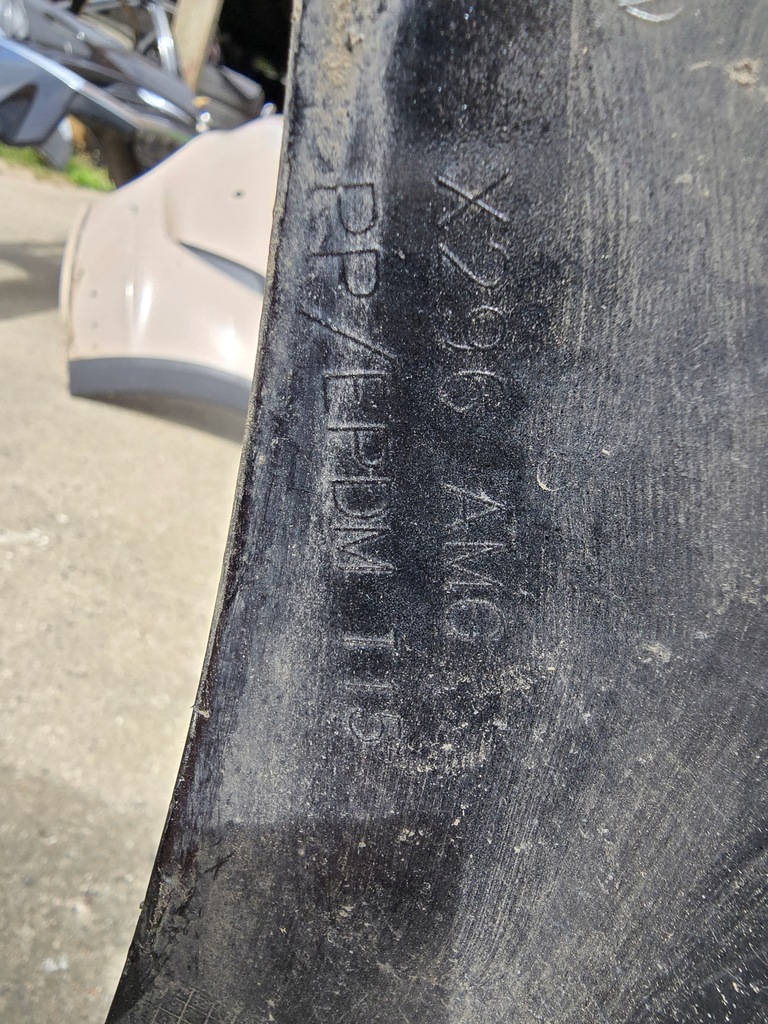 X296 AMG
PP/EPDM T15